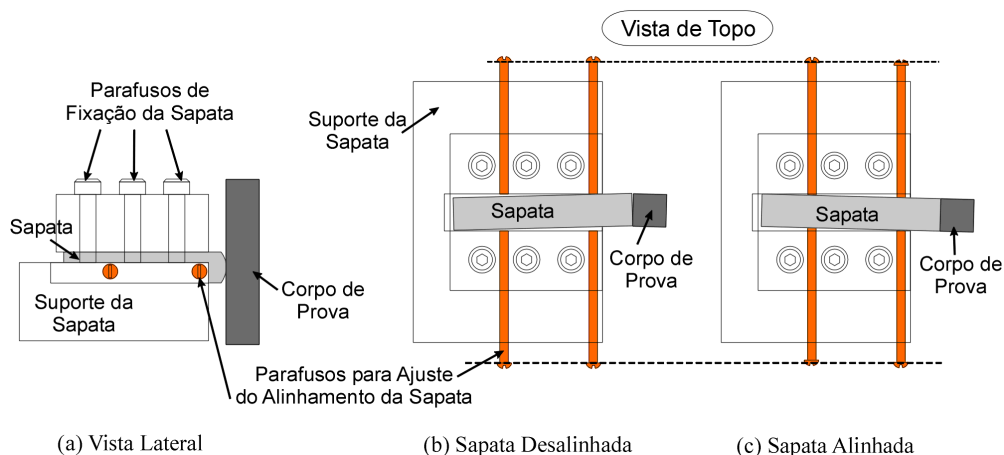 Vista de Topo
Parafusos de
Fixação da Sapata
Sapata
Suporte da
Sapata
Corpo de
Prova
Suporte da
Sapata
Sapata
Corpo de
Prova
Sapata
Corpo de
Prova
Parafusos para Ajuste
do Alinhamento da Sapata
(a) Vista Lateral
(b) Sapata Desalinhada
(c) Sapata Alinhada